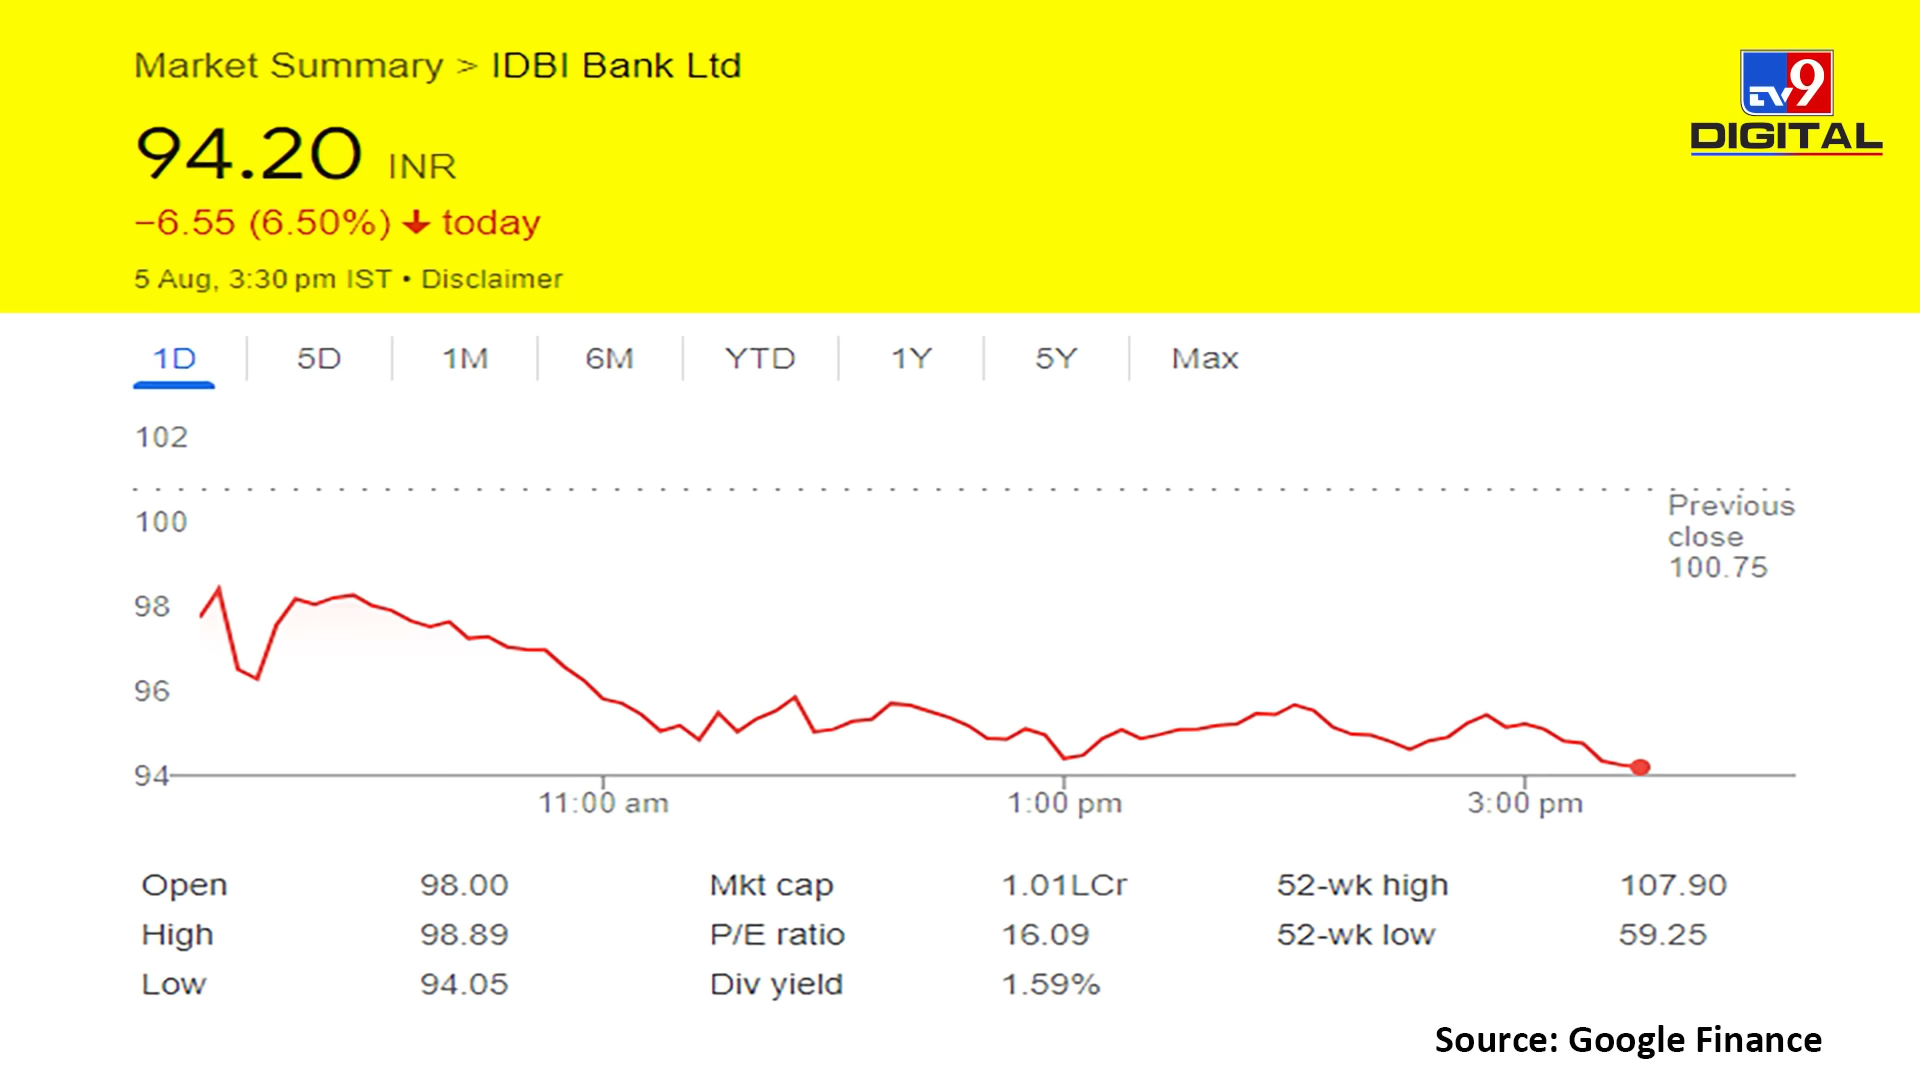 Market Summary > IDBI Bank Ltd
TV9
DIGITAL
94.20 INR
−6.55 (6.50%) ↓ today
5 Aug, 3:30 pm IST • Disclaimer
1D 5D 1M 6M YTD 1Y 5Y Max
102
Previous
close
100.75
100
98
96
94
11:00 am 1:00 pm 3:00 pm
Open 98.00 Mkt cap 1.01LCr 52-wk high 107.90
High 98.89 P/E ratio 16.09 52-wk low 59.25
Low 94.05 Div yield 1.59%
Source: Google Finance